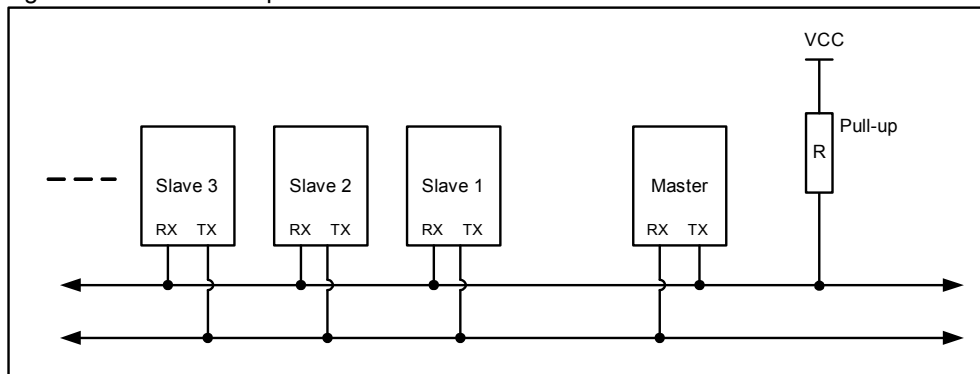 VCC
Pull-up
R
Slave 3
Slave 2
Slave 1
Master
RX TX
RX TX
RX TX
RX TX